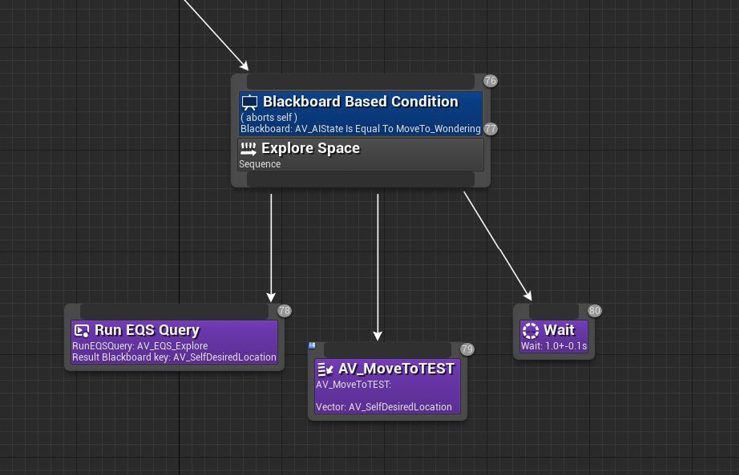 76
Blackboard Based Condition
( aborts self )
Blackboard: AV_AIState Is Equal To MoveTo_Wondering
77
Explore Space
Sequence
78
Run EQS Query
RunEQSQuery: AV_EQS_Explore
Result Blackboard key: AV_SelfDesiredLocation
79
AV_MoveToTEST
AV_MoveToTEST:
Vector: AV_SelfDesiredLocation
80
Wait
Wait: 1.0+-0.1s